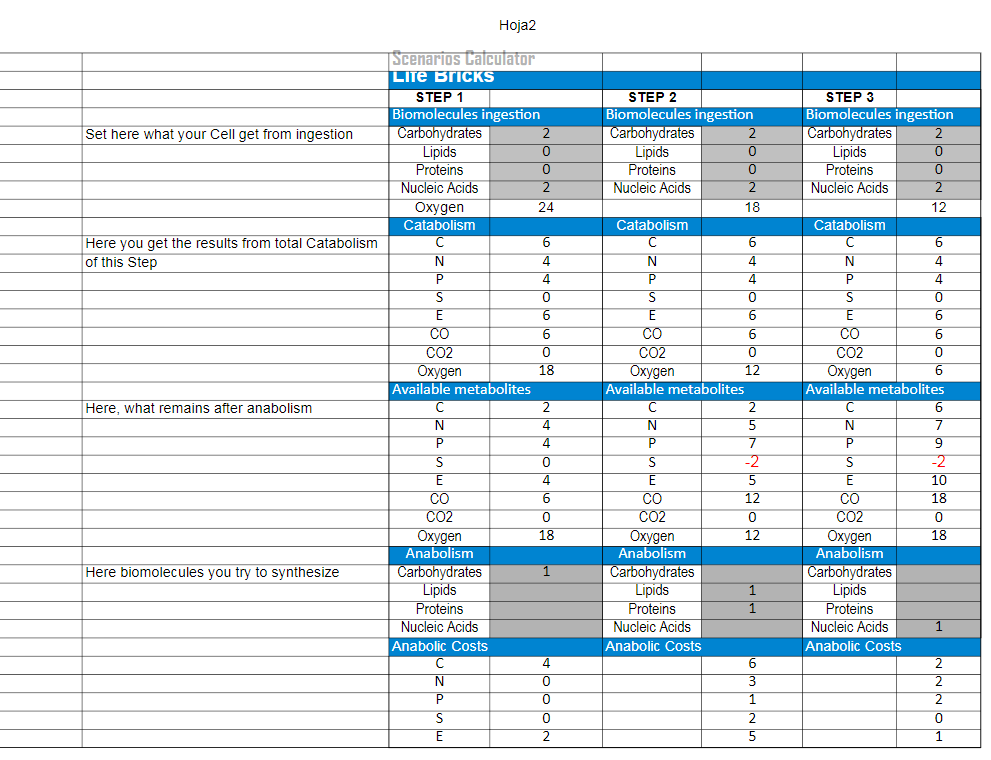 Hoja2
Scenarios Calculator
Life Bricks
STEP 1 STEP 2 STEP 3
Biomolecules ingestion Biomolecules ingestion Biomolecules ingestion
Set here what your Cell get from ingestion Carbohydrates 2 Carbohydrates 2 Carbohydrates 2
Lipids 0 Lipids 0 Lipids 0
Proteins 0 Proteins 0 Proteins 0
Nucleic Acids 2 Nucleic Acids 2 Nucleic Acids 2
Oxygen 24 18 12
Catabolism Catabolism Catabolism
Here you get the results from total Catabolism C 6 C 6 C 6
of this Step N 4 N 4 N 4
P 4 P 4 P 4
S 0 S 0 S 0
E 6 E 6 E 6
CO 6 CO 6 CO 6
CO2 0 CO2 0 CO2 0
Oxygen 18 Oxygen 12 Oxygen 6
Available metabolites Available metabolites Available metabolites
Here, what remains after anabolism C 2 C 2 C 6
N 4 N 5 N 7
P 4 P 7 P 9
S 0 S -2 S -2
E 4 E 5 E 10
CO 6 CO 12 CO 18
CO2 0 CO2 0 CO2 0
Oxygen 18 Oxygen 12 Oxygen 18
Anabolism Anabolism Anabolism
Here biomolecules you try to synthesize Carbohydrates 1 Carbohydrates Carbohydrates
Lipids Lipids 1 Lipids
Proteins Proteins 1 Proteins
Nucleic Acids Nucleic Acids Nucleic Acids 1
Anabolic Costs Anabolic Costs Anabolic Costs
C 4 6 2
N 0 3 2
P 0 1 2
S 0 2 0
E 2 5 1